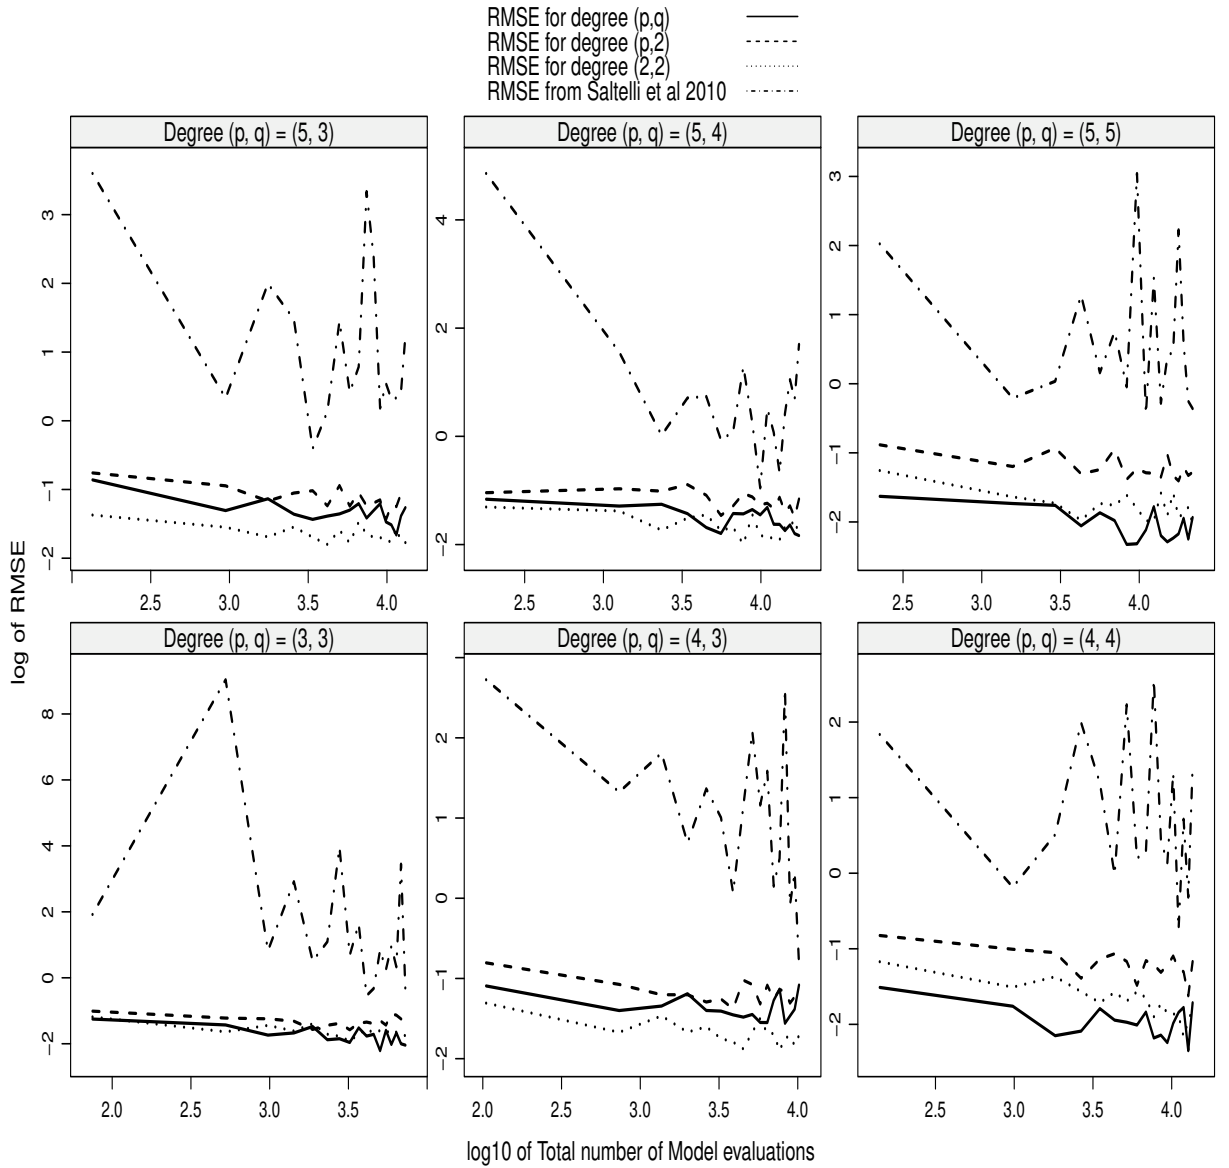 RMSE for degree (p,q)
RMSE for degree (p,2)
RMSE for degree (2,2)
RMSE from Saltelli et al 2010
Degree (p, q) = (5, 3)
Degree (p, q) = (5, 4)
Degree (p, q) = (5, 5)
3
2
1
0
−1
−2
4
2
0
−2
3
2
1
0
−1
−2
2.5 3.0 3.5 4.0
2.5 3.0 3.5 4.0
2.5 3.0 3.5 4.0
log of RMSE
Degree (p, q) = (3, 3)
Degree (p, q) = (4, 3)
Degree (p, q) = (4, 4)
8
6
4
2
0
−2
2
1
0
−1
−2
2
1
0
−1
−2
2.0 2.5 3.0 3.5
2.0 2.5 3.0 3.5 4.0
2.5 3.0 3.5 4.0
log10 of Total number of Model evaluations